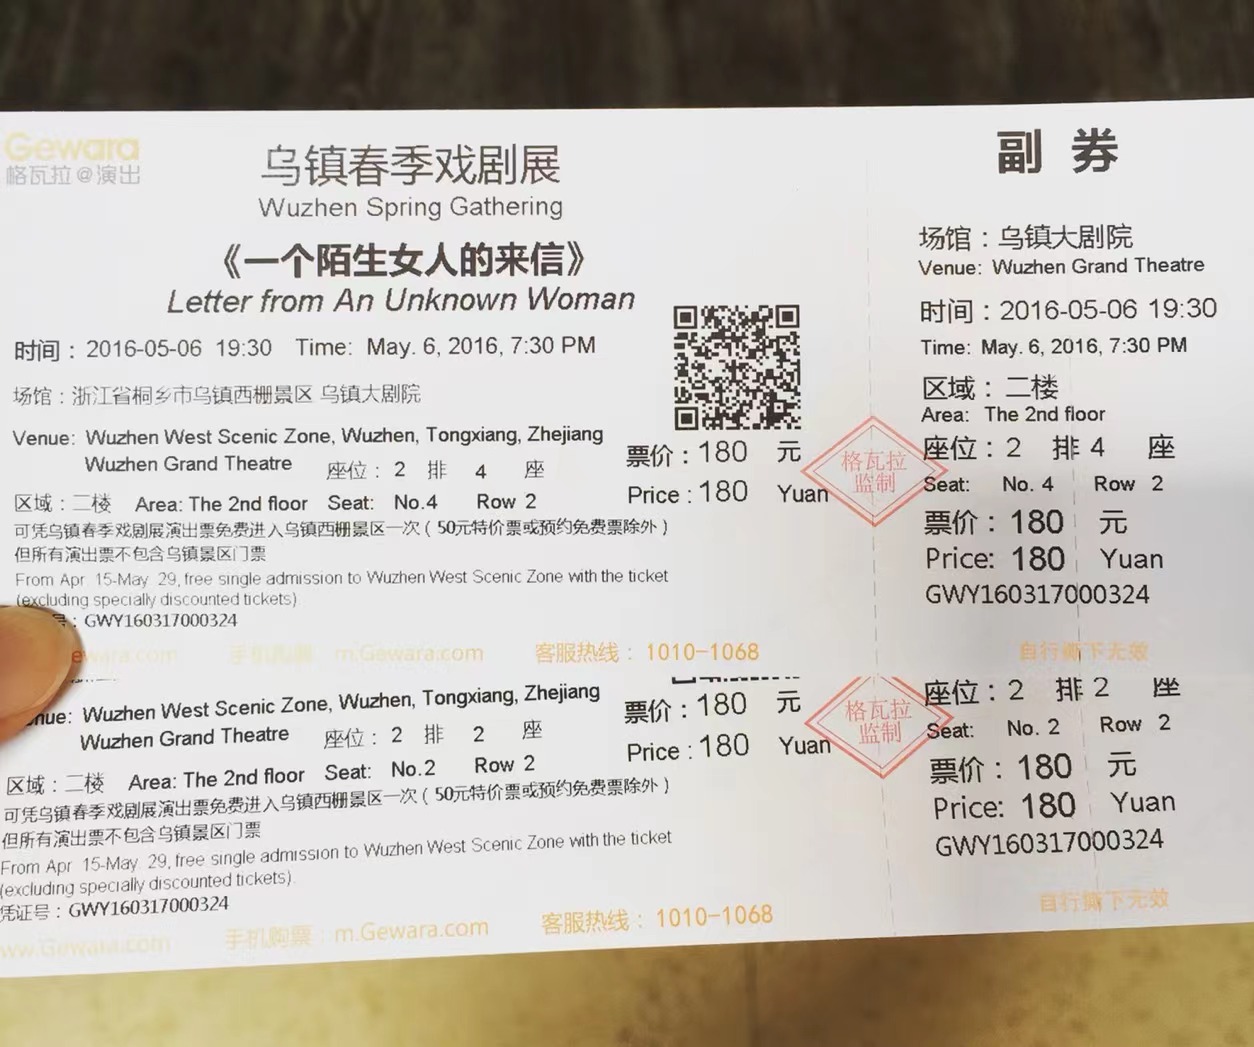 Gewara
格瓦拉@演出
乌镇春季戏剧展
Wuzhen Spring Gathering
《一个陌生女人的来信》
Letter from An Unknown Woman
时间：2016-05-06 19:30 Time: May. 6, 2016, 7:30 PM
场馆：浙江省桐乡市乌镇西栅景区 乌镇大剧院
Venue: Wuzhen West Scenic Zone, Wuzhen, Tongxiang, Zhejiang
Wuzhen Grand Theatre 座位：2 排 4 座
区域：二楼 Area: The 2nd floor Seat: No.4 Row 2
票价：180 元
Price：180 Yuan
可凭乌镇春季戏剧展演出票免费进入乌镇西栅景区一次（50元特价票或预约免费票除外）
但所有演出票不包含乌镇景区门票
From Apr 15-May 29, free single admission to Wuzhen West Scenic Zone with the ticket
(excluding specially discounted tickets)
号：GWY160317000324
ewara.com 手机购票 m.Gewara.com 客服热线：1010-1068
格瓦拉
监制
副 券
场馆：乌镇大剧院
Venue: Wuzhen Grand Theatre
时间：2016-05-06 19:30
Time: May. 6, 2016, 7:30 PM
区域：二楼
Area: The 2nd floor
座位：2 排 4 座
Seat: No. 4 Row 2
票价：180 元
Price: 180 Yuan
GWY160317000324
自行撕下无效
nue: Wuzhen West Scenic Zone, Wuzhen, Tongxiang, Zhejiang
Wuzhen Grand Theatre 座位：2 排 2 座
区域：二楼 Area: The 2nd floor Seat: No.2 Row 2
票价：180 元
Price：180 Yuan
可凭乌镇春季戏剧展演出票免费进入乌镇西栅景区一次（50元特价票或预约免费票除外）
但所有演出票不包含乌镇景区门票
From Apr 15-May 29, free single admission to Wuzhen West Scenic Zone with the ticket
(excluding specially discounted tickets)
凭证号：GWY160317000324
www.Gewara.com 手机购票：m.Gewara.com 客服热线：1010-1068
格瓦拉
监制
座位：2 排 2 座
Seat: No. 2 Row 2
票价：180 元
Price: 180 Yuan
GWY160317000324
自行撕下无效